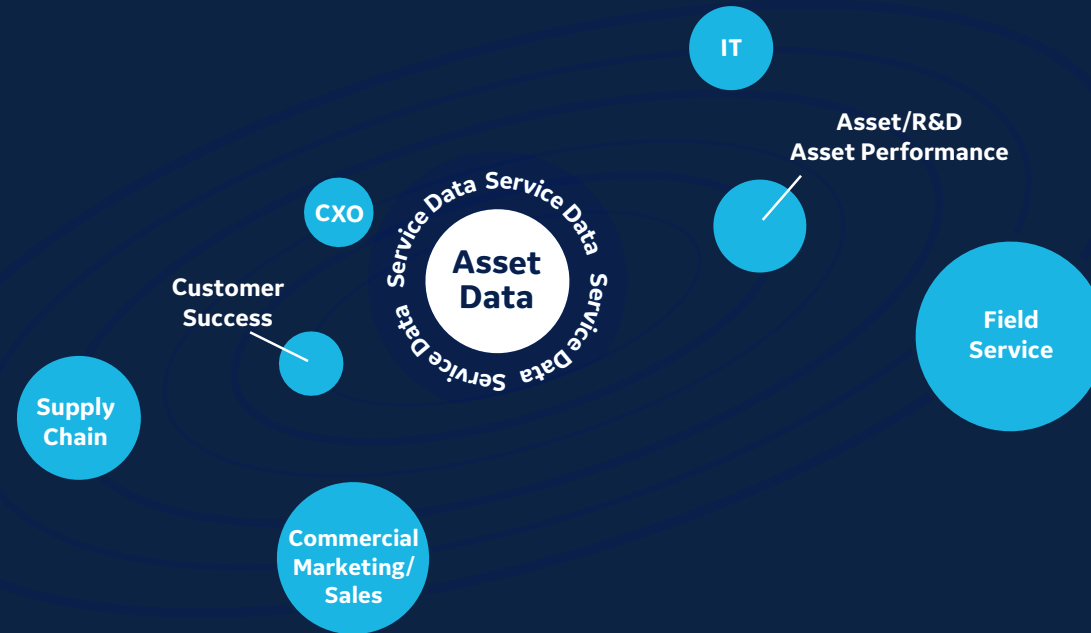 IT
Asset/R&D
Asset Performance
CXO
Service Data Service Data Service Data Service Data
Asset
Data
Customer
Success
Field
Service
Supply
Chain
Commercial
Marketing/
Sales